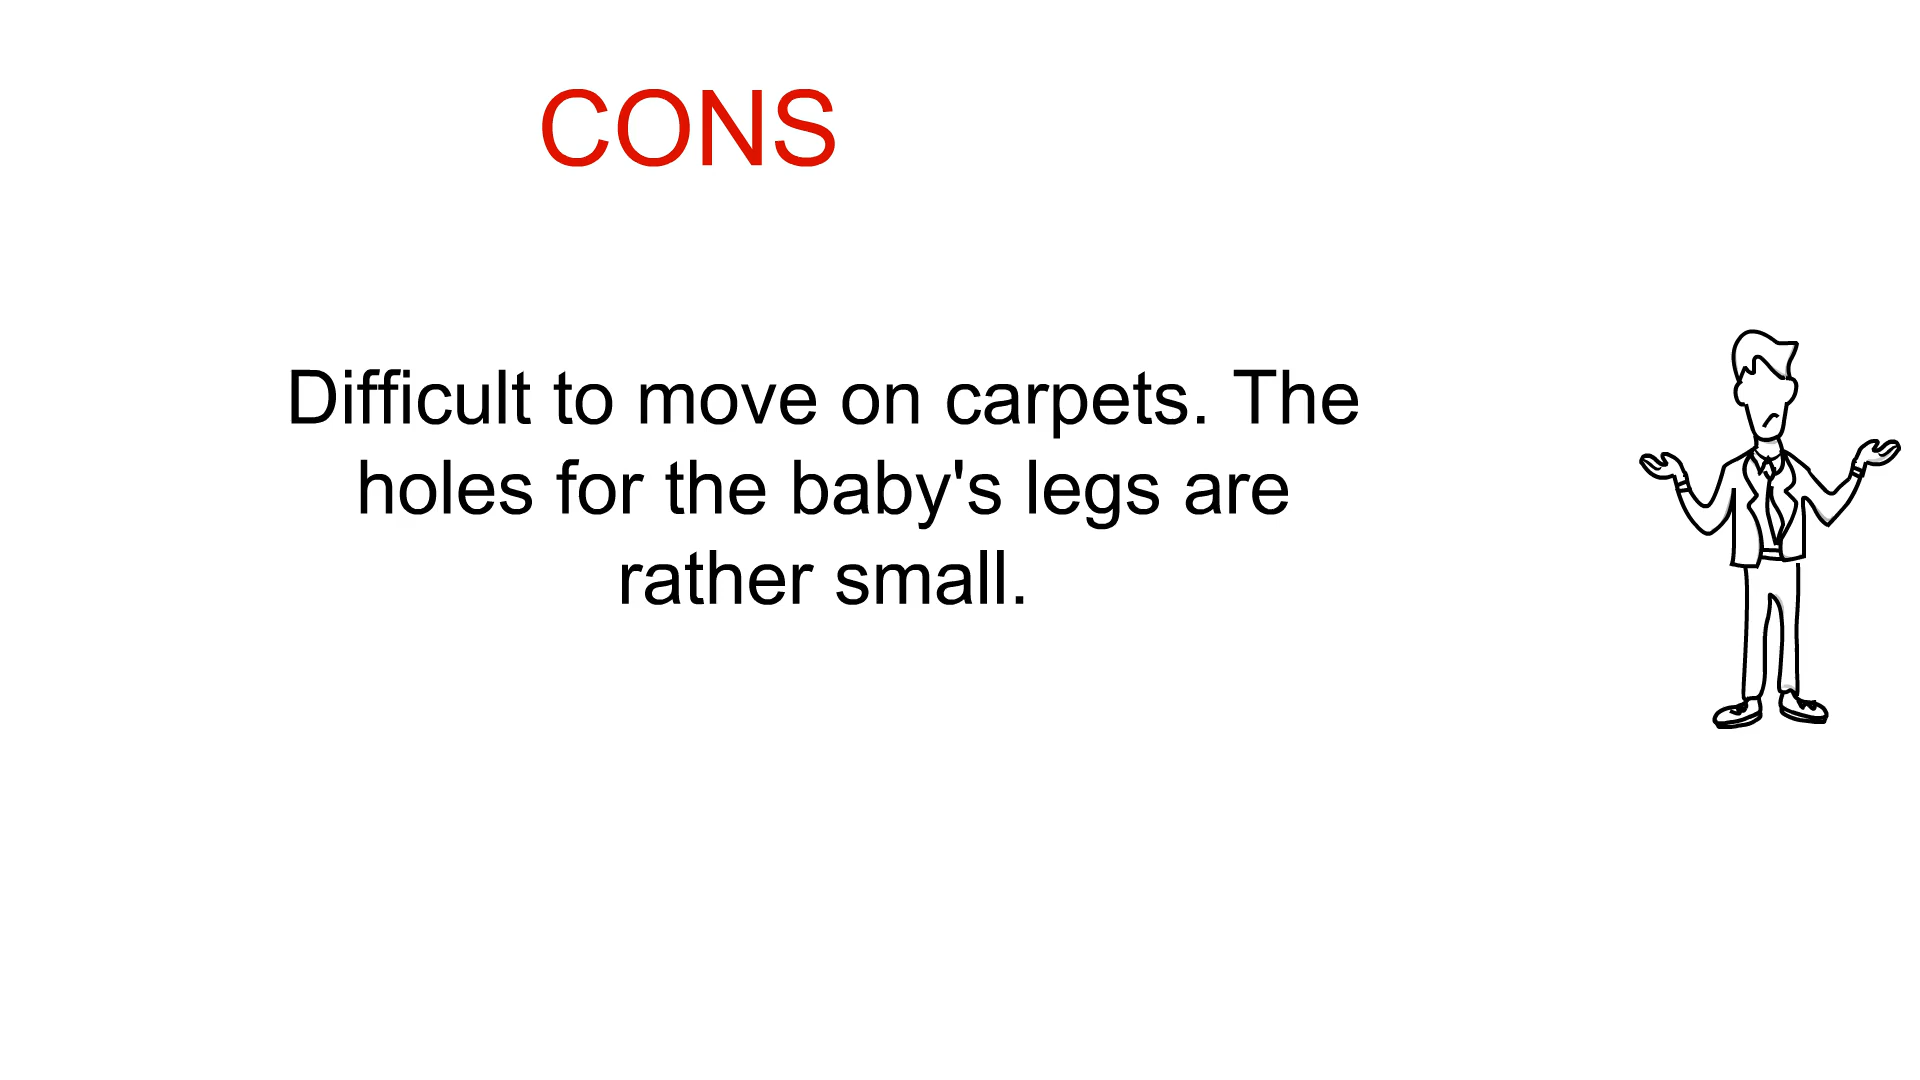 CONS
Difficult to move on carpets. The
holes for the baby's legs are
rather small.